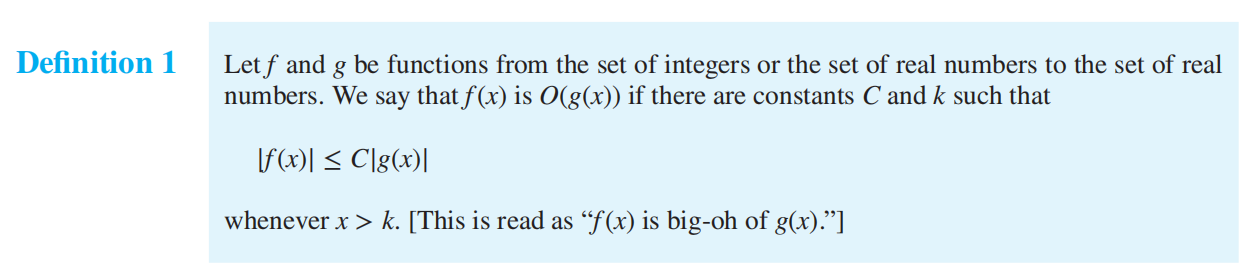 Definition 1
Let f and g be functions from the set of integers or the set of real numbers to the set of real
numbers. We say that f(x) is O(g(x)) if there are constants C and k such that
|f(x)| ≤ C|g(x)|
whenever x > k. [This is read as “f(x) is big-oh of g(x).”]